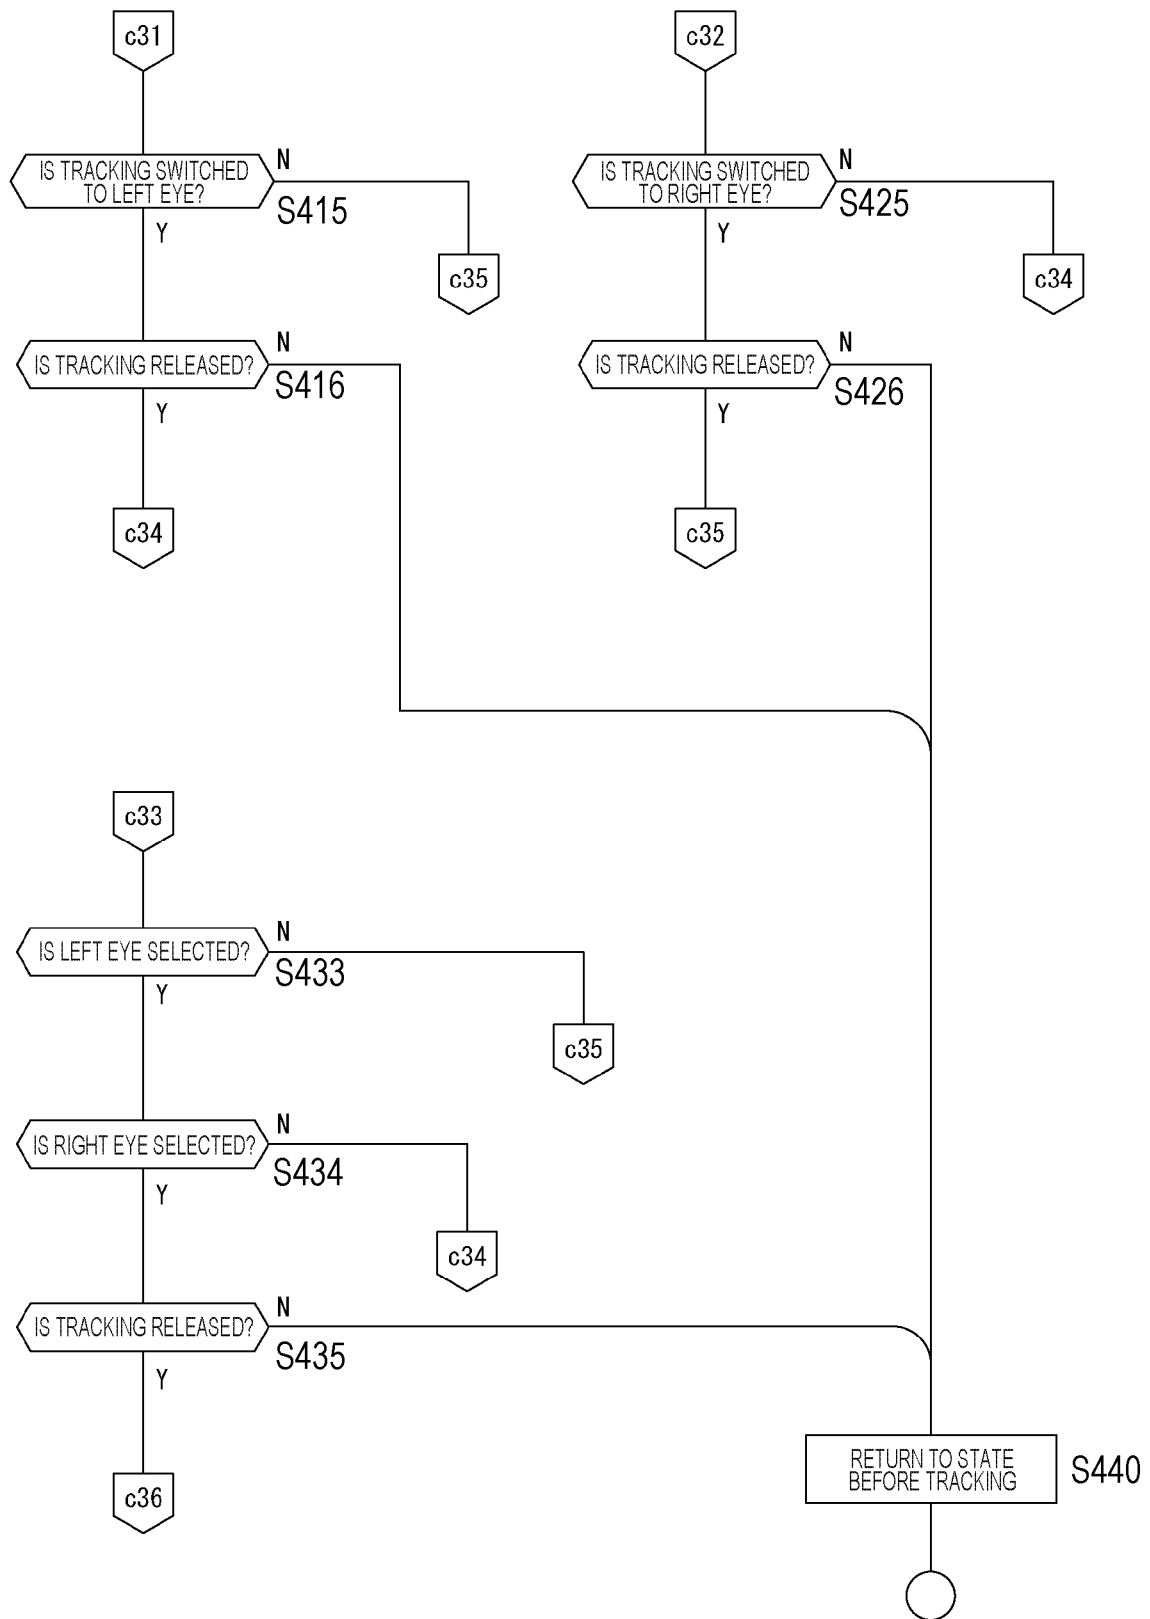 c31
IS TRACKING SWITCHED
TO LEFT EYE?
N
S415
Y
c35
IS TRACKING RELEASED?
N
S416
Y
c34
c32
IS TRACKING SWITCHED
TO RIGHT EYE?
N
S425
Y
c34
IS TRACKING RELEASED?
N
S426
Y
c35
c33
IS LEFT EYE SELECTED?
N
S433
Y
c35
IS RIGHT EYE SELECTED?
N
S434
Y
c34
IS TRACKING RELEASED?
N
S435
Y
c36
RETURN TO STATE
BEFORE TRACKING
S440